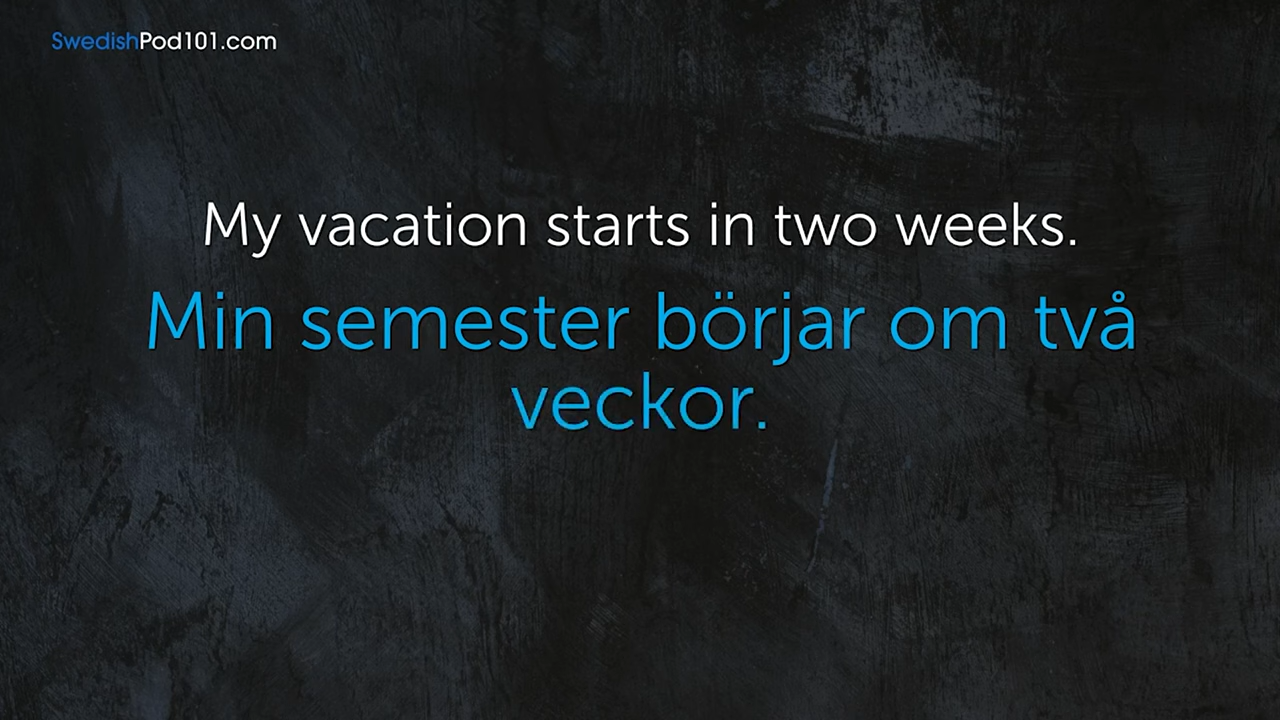 SwedishPod101.com
My vacation starts in two weeks.
Min semester börjar om två
veckor.